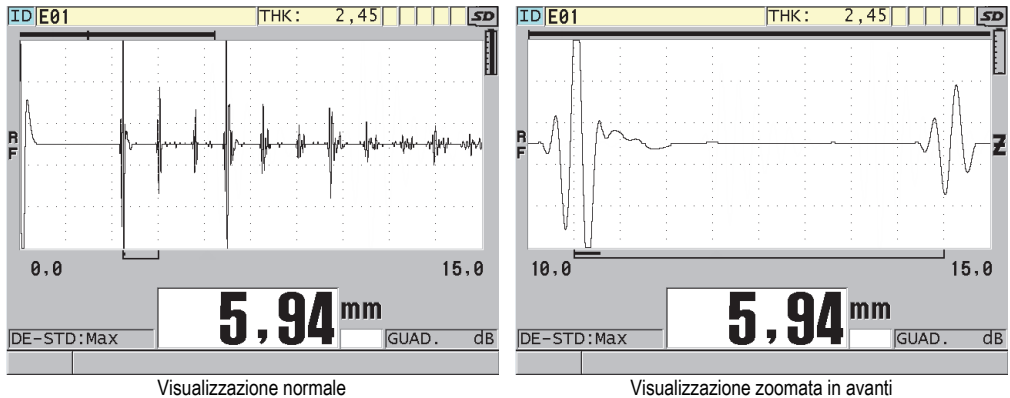 ID E01 THK: 2,45 SD
RF
0,0 15,0
5,94 mm
DE-STD:Max GUAD. dB
Visualizzazione normale
ID E01 THK: 2,45 SD
RF Z
10,0 15,0
5,94 mm
DE-STD:Max GUAD. dB
Visualizzazione zoomata in avanti